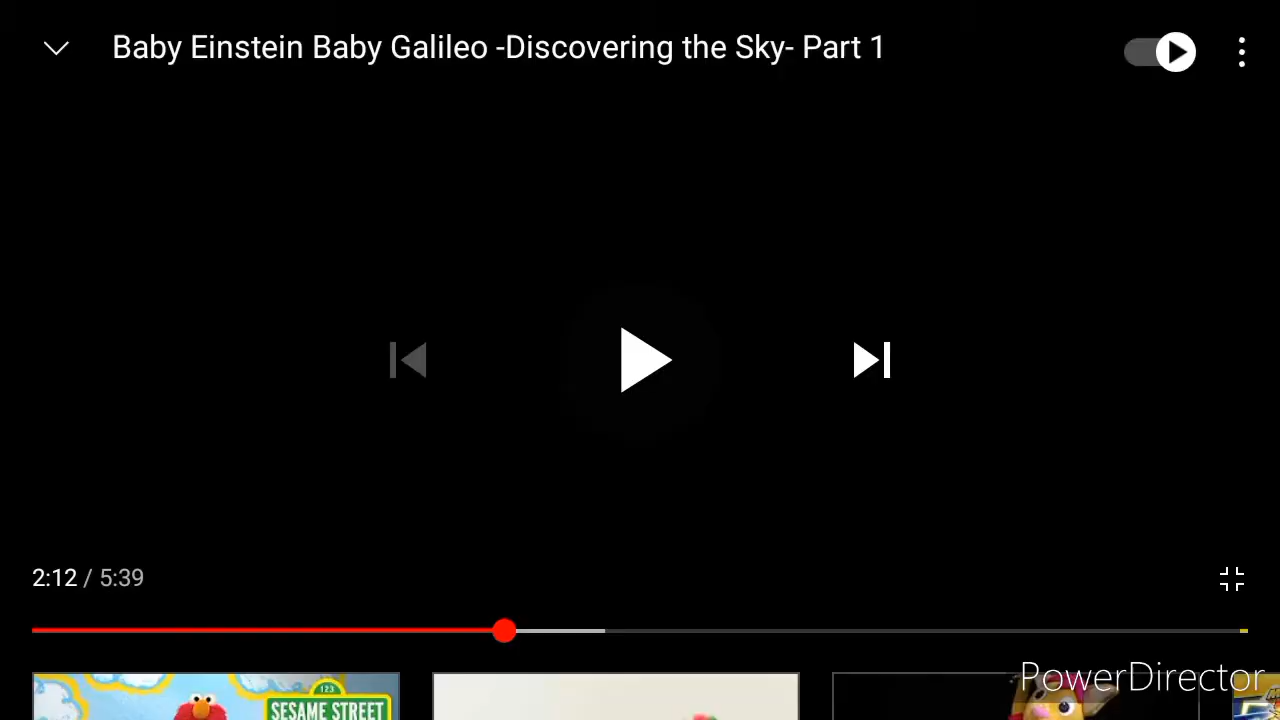 Baby Einstein Baby Galileo -Discovering the Sky- Part 1
2:12 / 5:39
PowerDirector
123
SESAME STREET